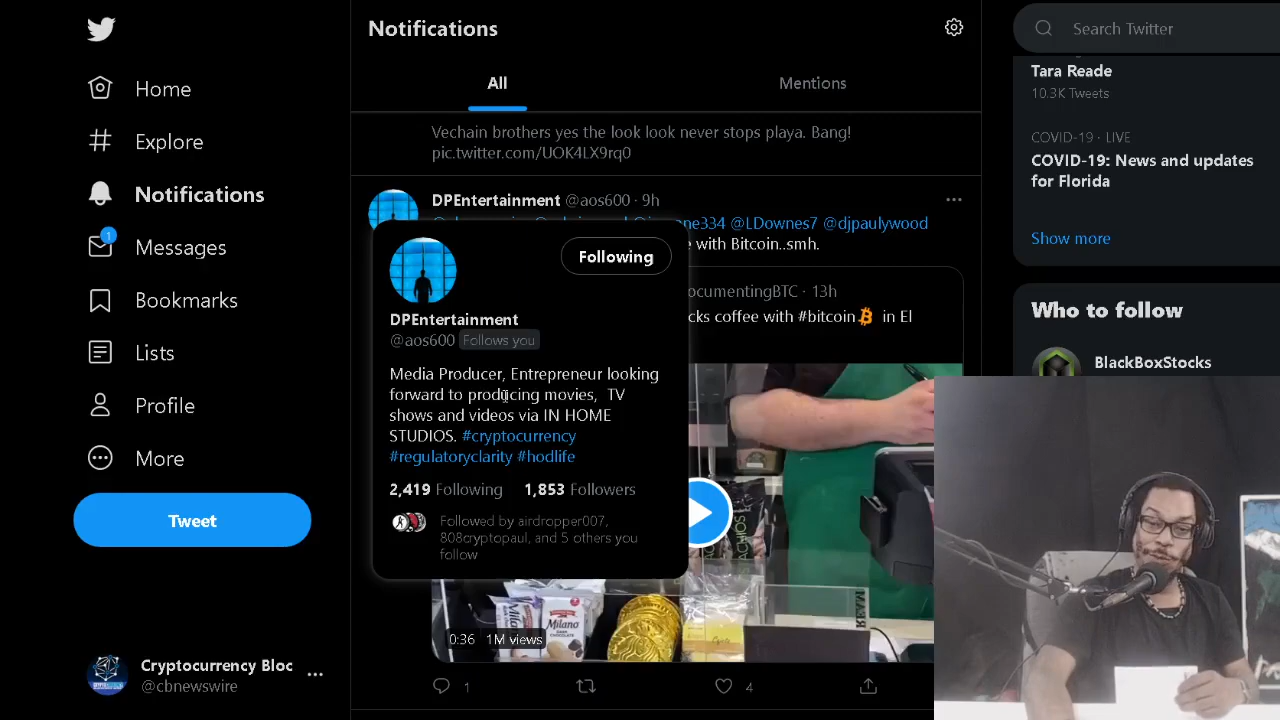 Home
Explore
Notifications
1
Messages
Bookmarks
Lists
Profile
More
Tweet
Cryptocurrency Bloc
@cbnewswire
Notifications
All
Mentions
Vechain brothers yes the look look never stops playa. Bang!
pic.twitter.com/UOK4LX9rq0
DPEntertainment @aos600 · 9h
@LDownes7 @djpaulywood
with Bitcoin..smh.
ocumentingBTC · 13h
cks coffee with #bitcoin in El
Following
DPEntertainment
@aos600 Follows you
Media Producer, Entrepreneur looking
forward to producing movies, TV
shows and videos via IN HOME
STUDIOS. #cryptocurrency
#regulatoryclarity #hodlife
2,419 Following 1,853 Followers
Followed by airdropper007,
808cryptopaul, and 5 others you
follow
Milano
0:36 1M views
1
4
Search Twitter
Tara Reade
10.3K Tweets
COVID-19 · LIVE
COVID-19: News and updates
for Florida
Show more
Who to follow
BlackBoxStocks